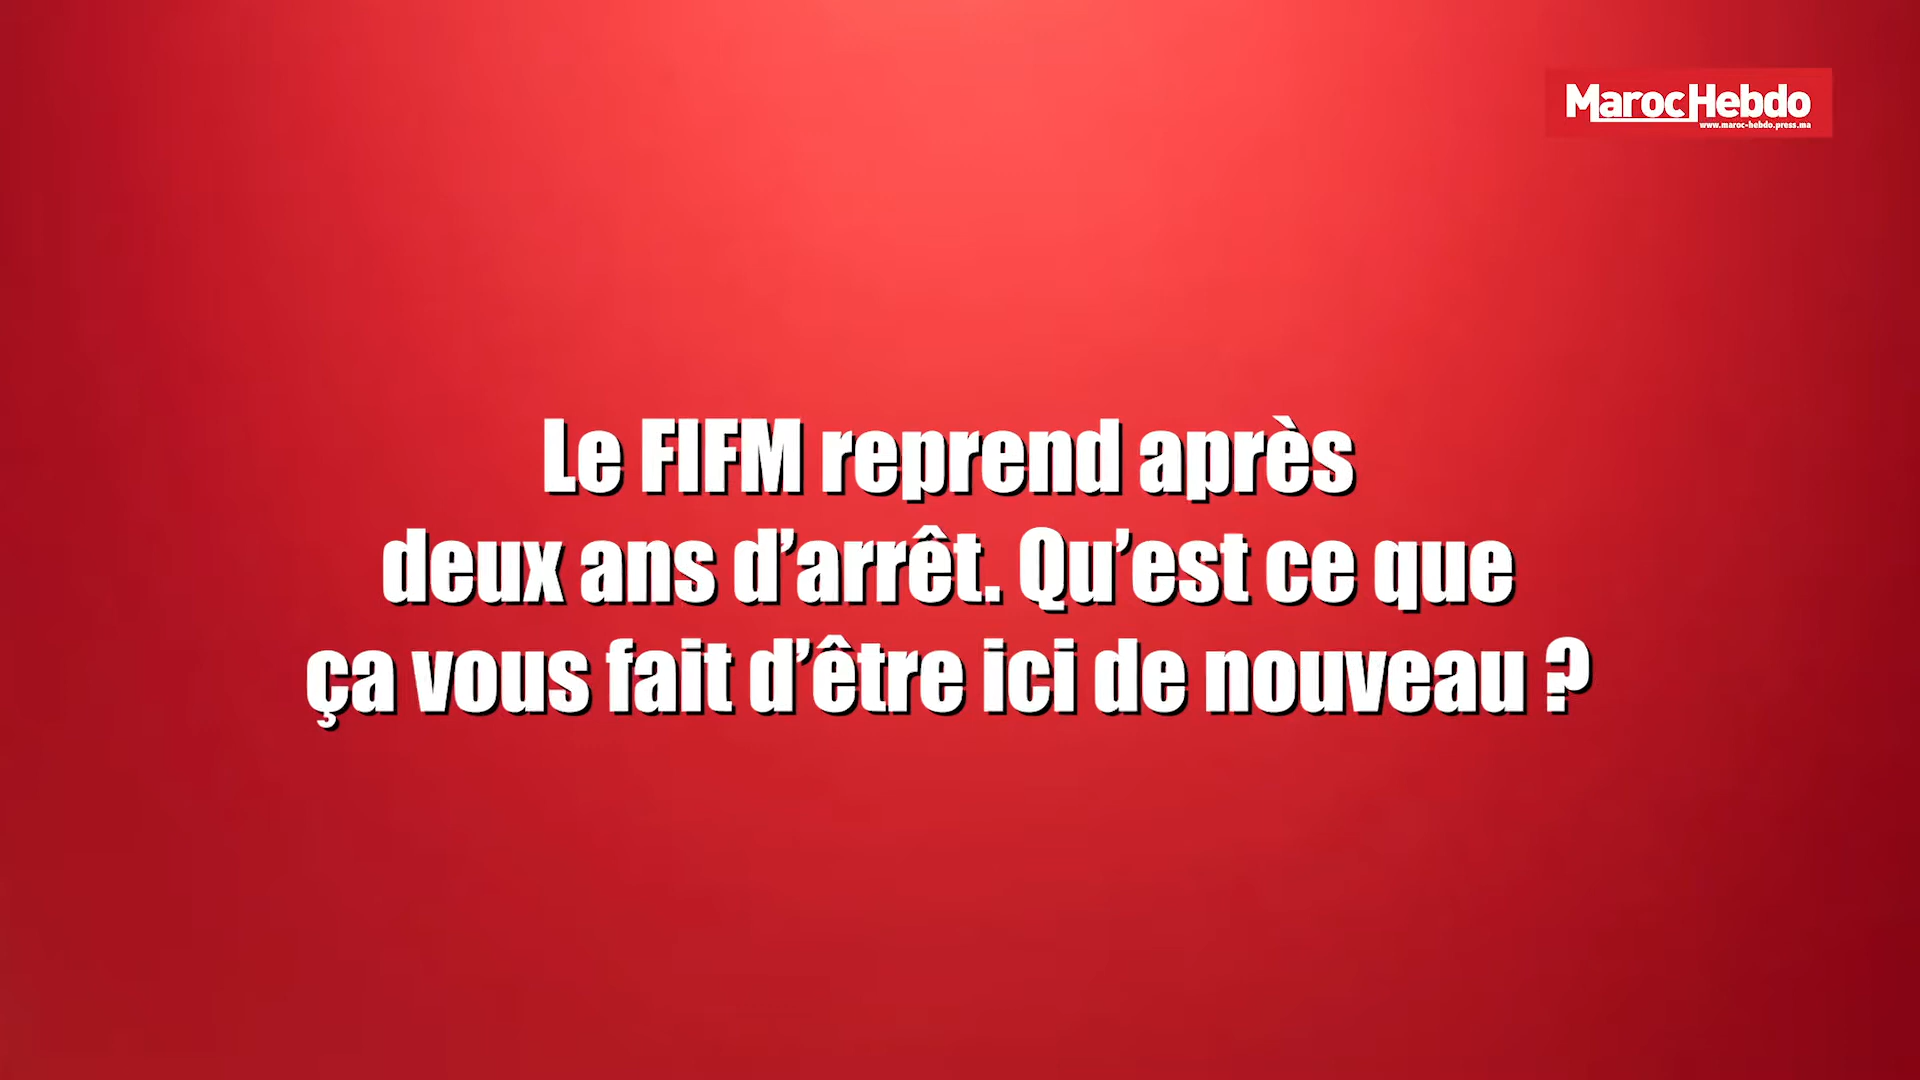 MarocHebdo
www.maroc-hebdo.press.ma
Le FIFM reprend après
deux ans d’arrêt. Qu’est ce que
ça vous fait d’être ici de nouveau ?